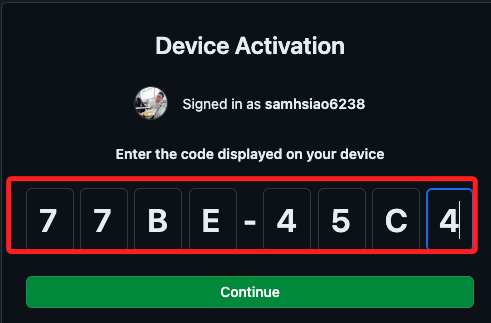 Device Activation
Signed in as samhsiao6238
Enter the code displayed on your device
7 7 B E - 4 5 C 4
Continue